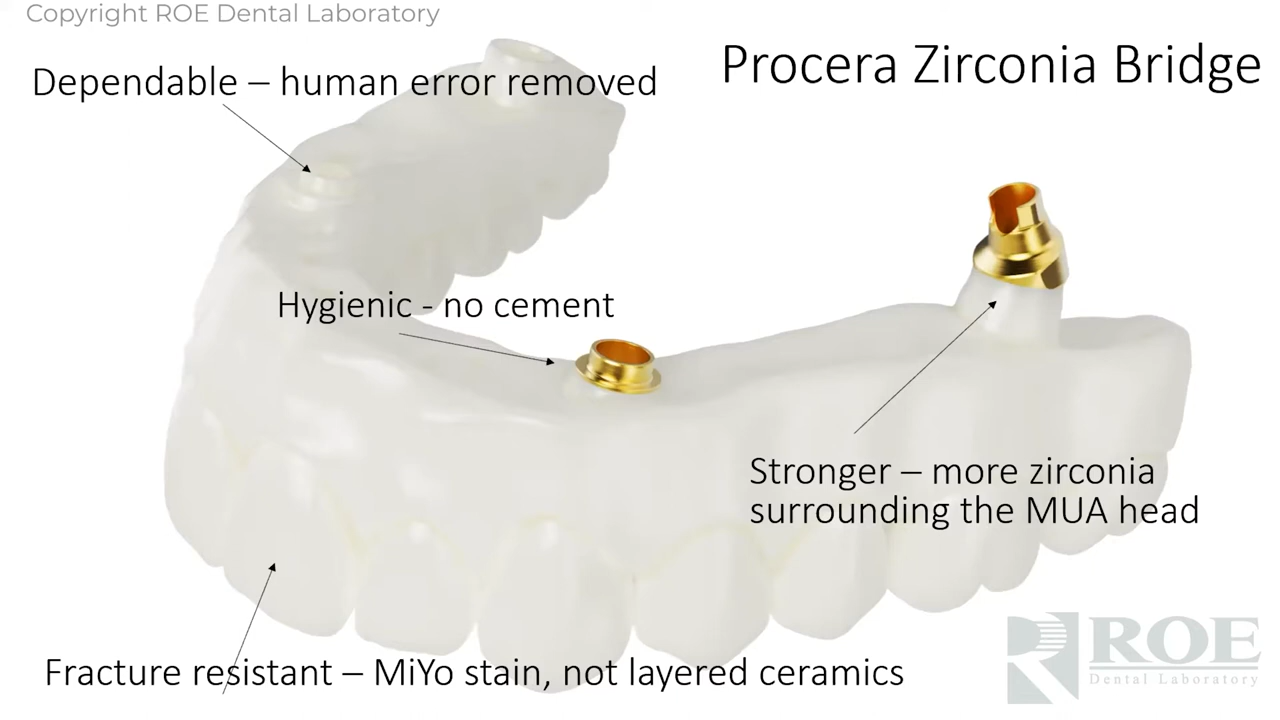 Copyright ROE Dental Laboratory
Procera Zirconia Bridge
Dependable – human error removed
Hygienic - no cement
Stronger – more zirconia
surrounding the MUA head
Fracture resistant – MiYo stain, not layered ceramics
ROE
Dental Laboratory